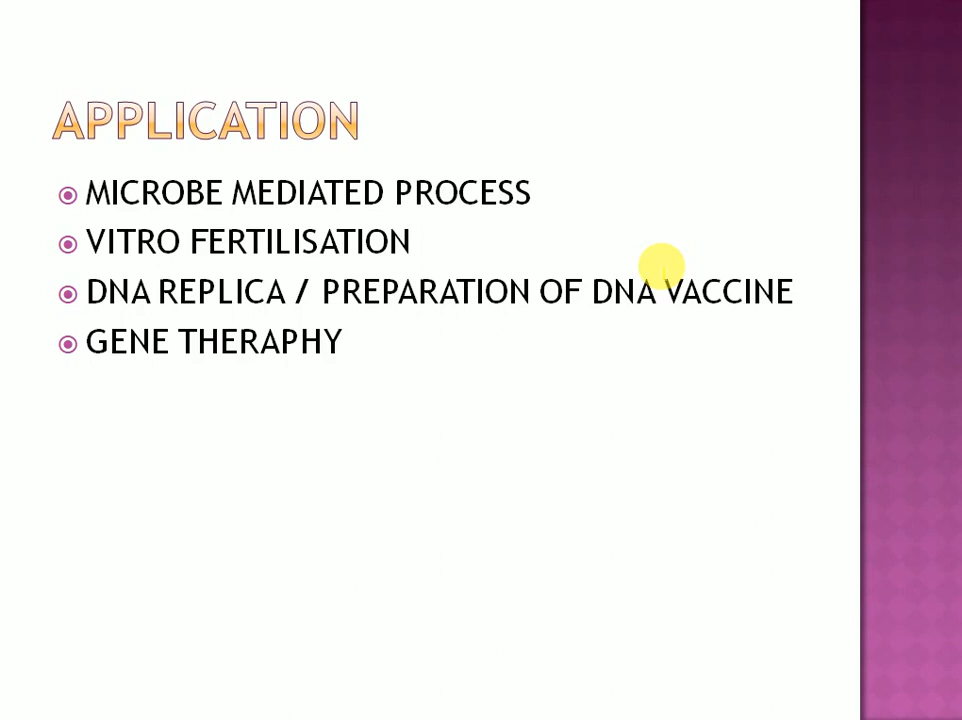 APPLICATION
MICROBE MEDIATED PROCESS
VITRO FERTILISATION
DNA REPLICA / PREPARATION OF DNA VACCINE
GENE THERAPHY